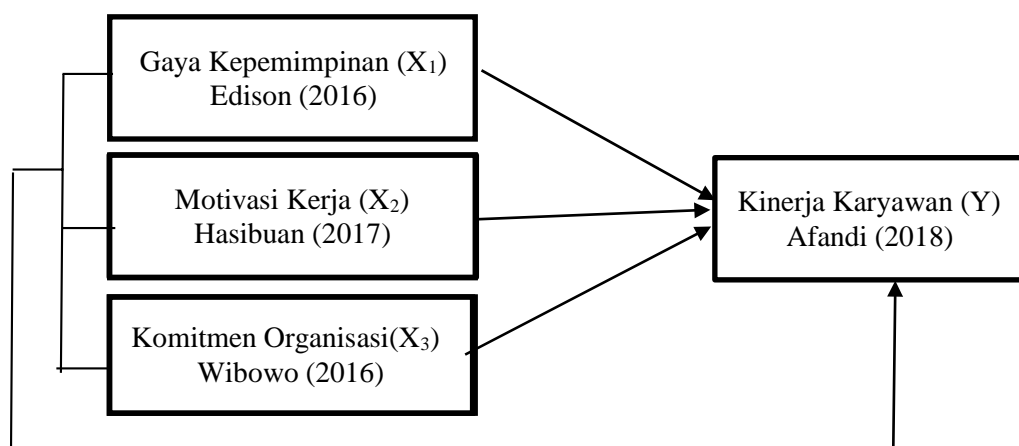 Gaya Kepemimpinan (X₁)
Edison (2016)
Motivasi Kerja (X₂)
Hasibuan (2017)
Komitmen Organisasi(X₃)
Wibowo (2016)
Kinerja Karyawan (Y)
Afandi (2018)